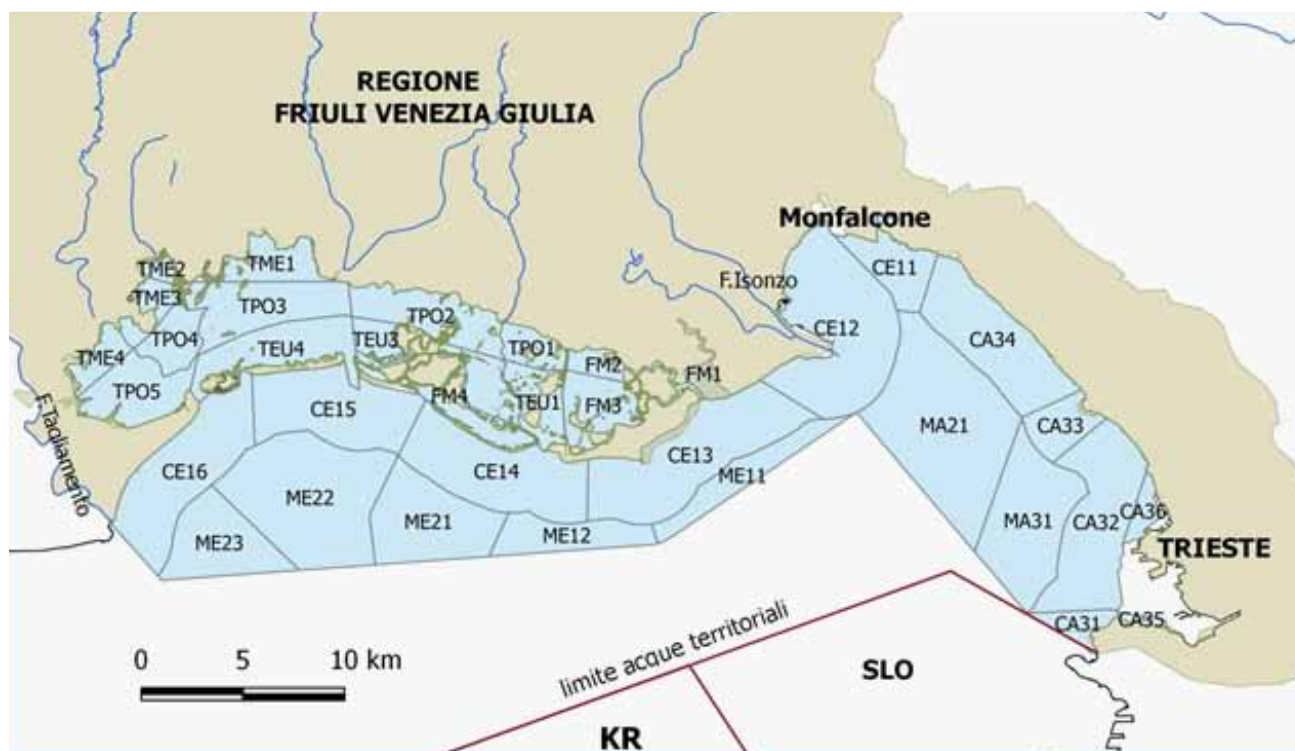 REGIONE
FRIULI VENEZIA GIULIA
Monfalcone
TME2
TME1
CE11
F.Isonzo
TME3
TPO3
TPO2
CE12
TPO4
TEU3
TPO1
CA34
TME4
TEU4
FM2
FM1
TPO5
FM4
TEU1
FM3
F.Tagliamento
CE15
MA21
CA33
CE16
CE14
CE13
ME11
ME22
CA36
ME21
MA31
CA32
ME23
ME12
TRIESTE
limite acque territoriali
CA31
CA35
0 5 10 km
SLO
KR